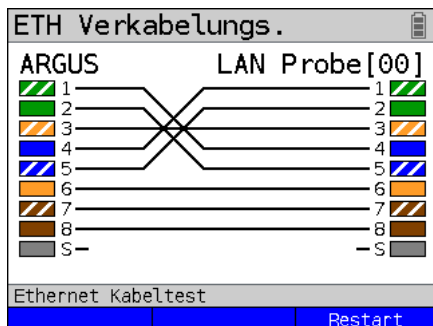 ETH Verkabelungs.
ARGUS LAN Probe[00]
1 1
2 2
3 3
4 4
5 5
6 6
7 7
8 8
S S
Ethernet Kabeltest
Restart